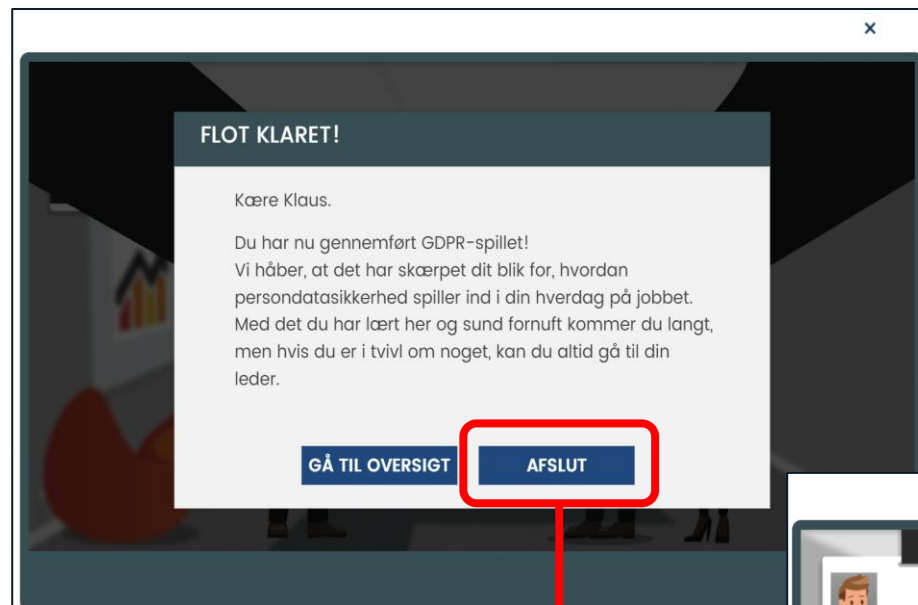 ×
FLOT KLARET!
Kære Klaus.
Du har nu gennemført GDPR-spillet!
Vi håber, at det har skærpet dit blik for, hvordan
persondatasikkerhed spiller ind i din hverdag på jobbet.
Med det du har lært her og sund fornuft kommer du langt,
men hvis du er i tvivl om noget, kan du altid gå til din
leder.
GÅ TIL OVERSIGT AFSLUT